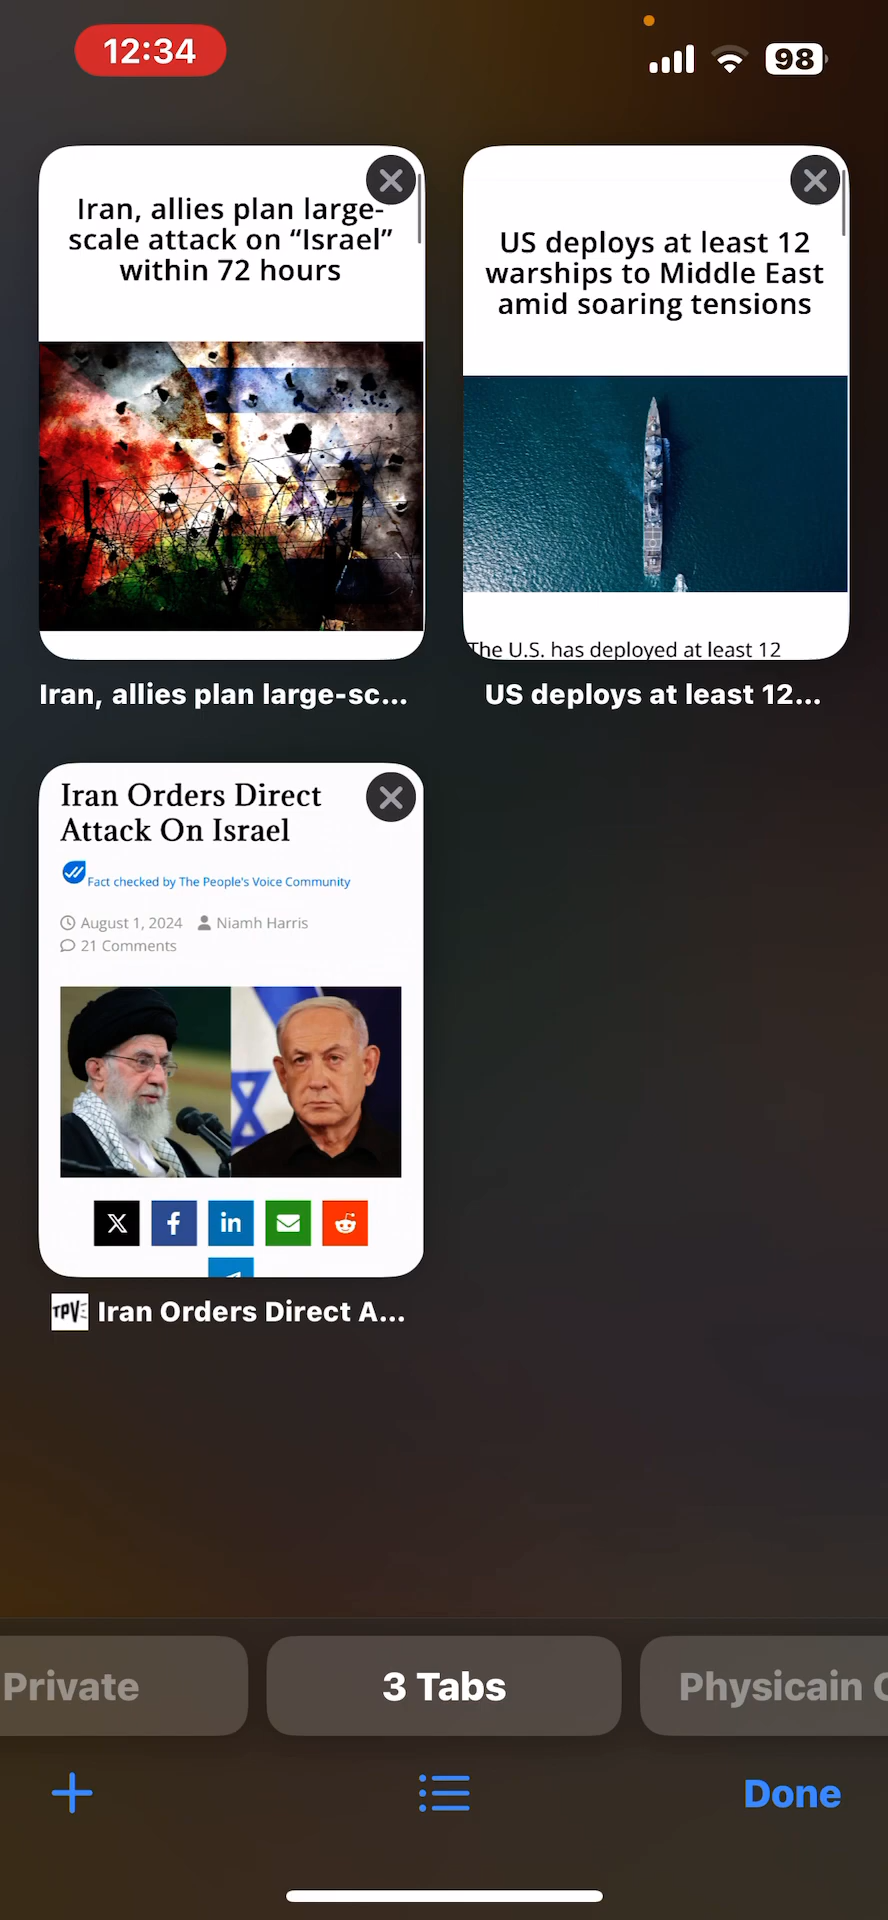 12:34
98
Iran, allies plan large-
scale attack on “Israel”
within 72 hours
US deploys at least 12
warships to Middle East
amid soaring tensions
The U.S. has deployed at least 12
Iran, allies plan large-sc...
US deploys at least 12...
Iran Orders Direct
Attack On Israel
Fact checked by The People's Voice Community
August 1, 2024 Niamh Harris
21 Comments
X f in
TPV Iran Orders Direct A...
Private
3 Tabs
Physicain C
Done